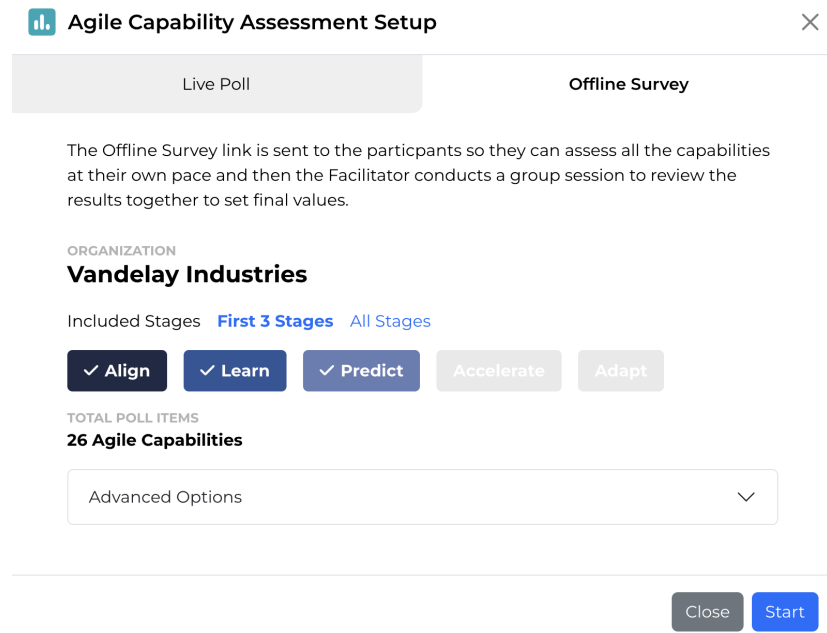 Agile Capability Assessment Setup
Live Poll
Offline Survey
The Offline Survey link is sent to the particpants so they can assess all the capabilities
at their own pace and then the Facilitator conducts a group session to review the
results together to set final values.
ORGANIZATION
Vandelay Industries
Included Stages First 3 Stages All Stages
Align Learn Predict Accelerate Adapt
TOTAL POLL ITEMS
26 Agile Capabilities
Advanced Options
Close Start